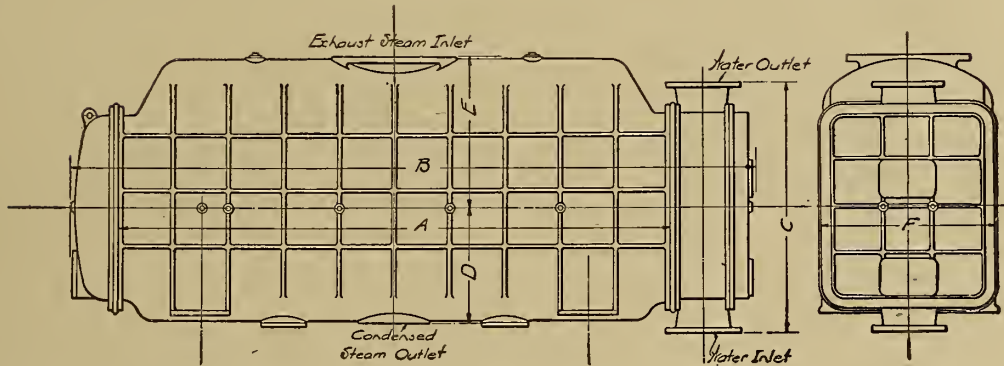 Exhaust Steam Inlet
Water Outlet
E
B
A
C
F
D
Condensed
Steam Outlet
Water Inlet